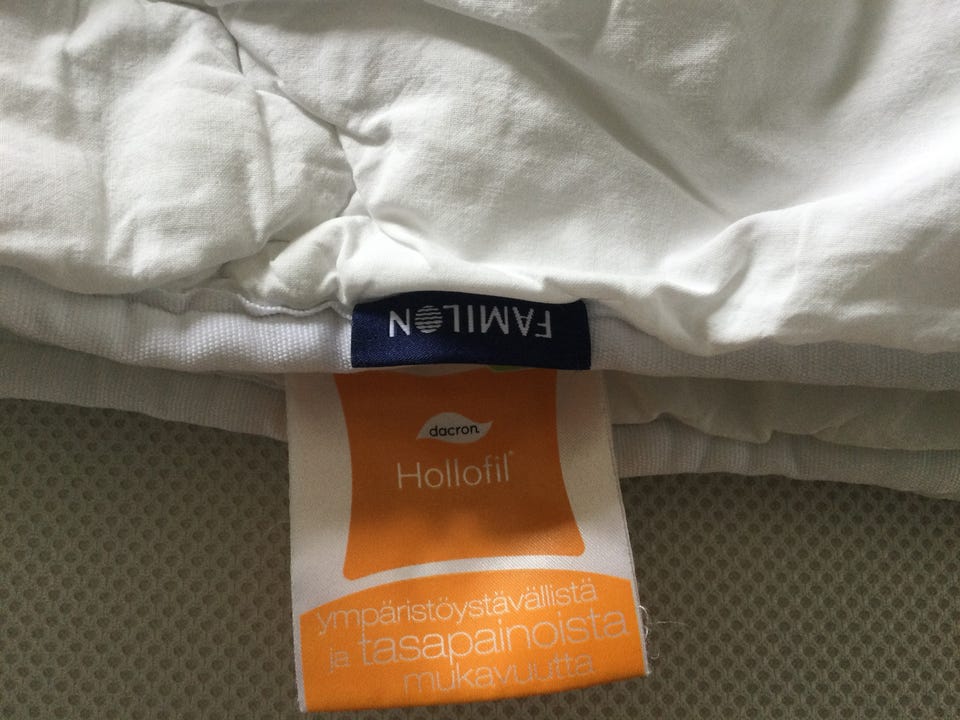 FAMILON
dacron
Hollofil®
ympäristöystävällistä
ja tasapainoista
mukavuutta